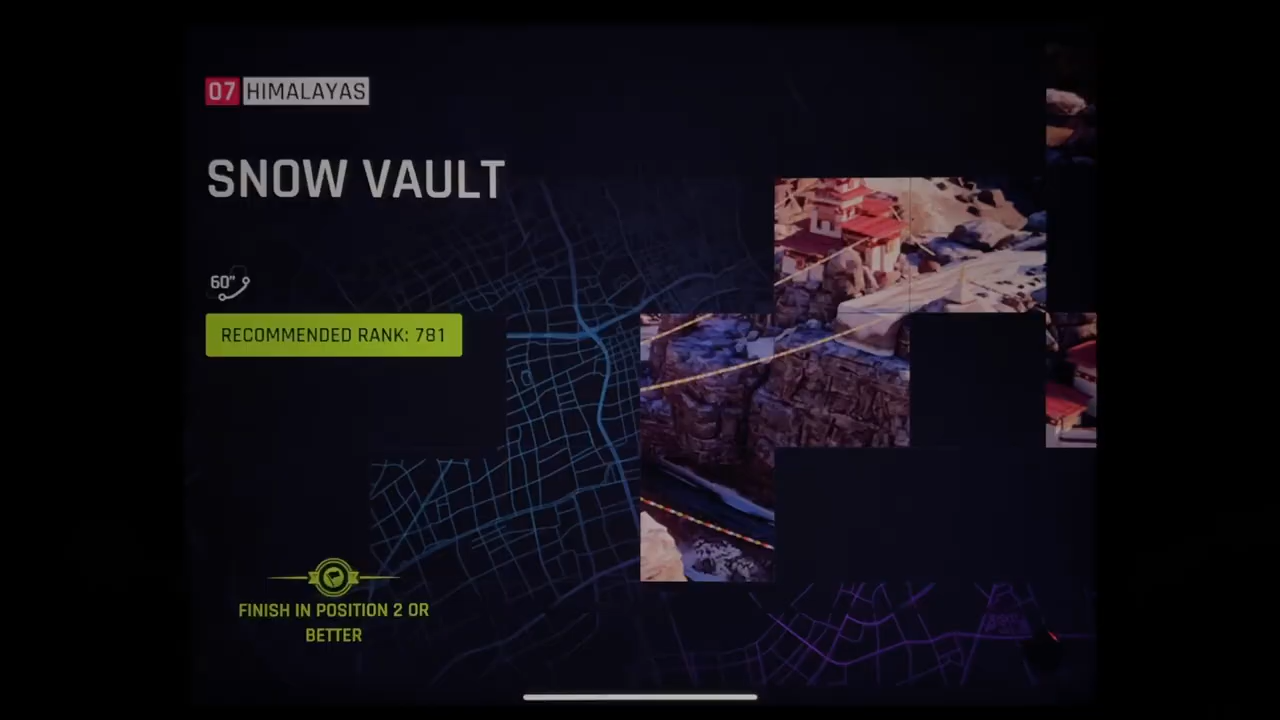 07 HIMALAYAS
SNOW VAULT
60"
RECOMMENDED RANK: 781
FINISH IN POSITION 2 OR
BETTER